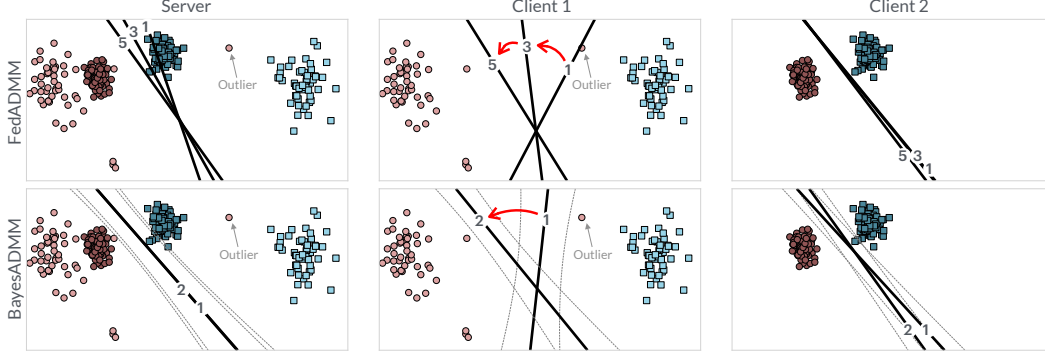 Server
Client 1
Client 2
FedADMM
5 3 1
Outlier
5 3 1
Outlier
5 3 1
BayesADMM
2 1
Outlier
2 1
Outlier
2 1